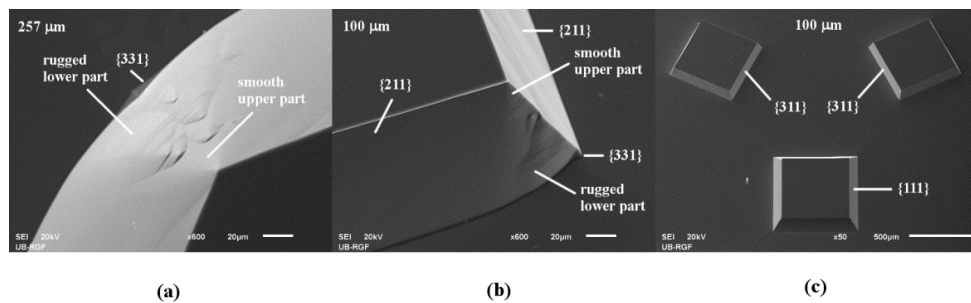 257 μm
{331}
rugged
lower part
smooth
upper part
SEI 20kV x600 20μm
UB-RGF
100 μm
{211}
smooth
upper part
{211}
{331}
rugged
lower part
SEI 20kV x600 20μm
UB-RGF
100 μm
{311} {311}
{111}
SEI 20kV x50 500μm
UB-RGF
(a) (b) (c)